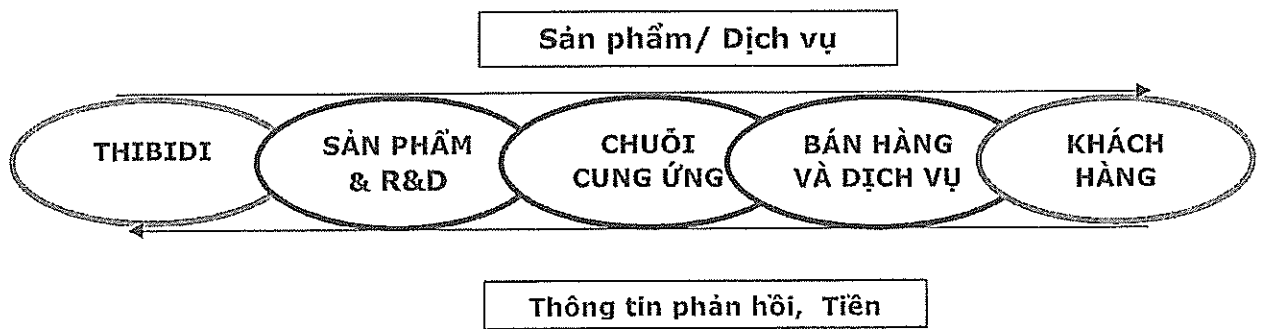 Sản phẩm/ Dịch vụ
THIBIDI
SẢN PHẨM
& R&D
CHUỖI
CUNG ỨNG
BÁN HÀNG
VÀ DỊCH VỤ
KHÁCH
HÀNG
Thông tin phản hồi, Tiền